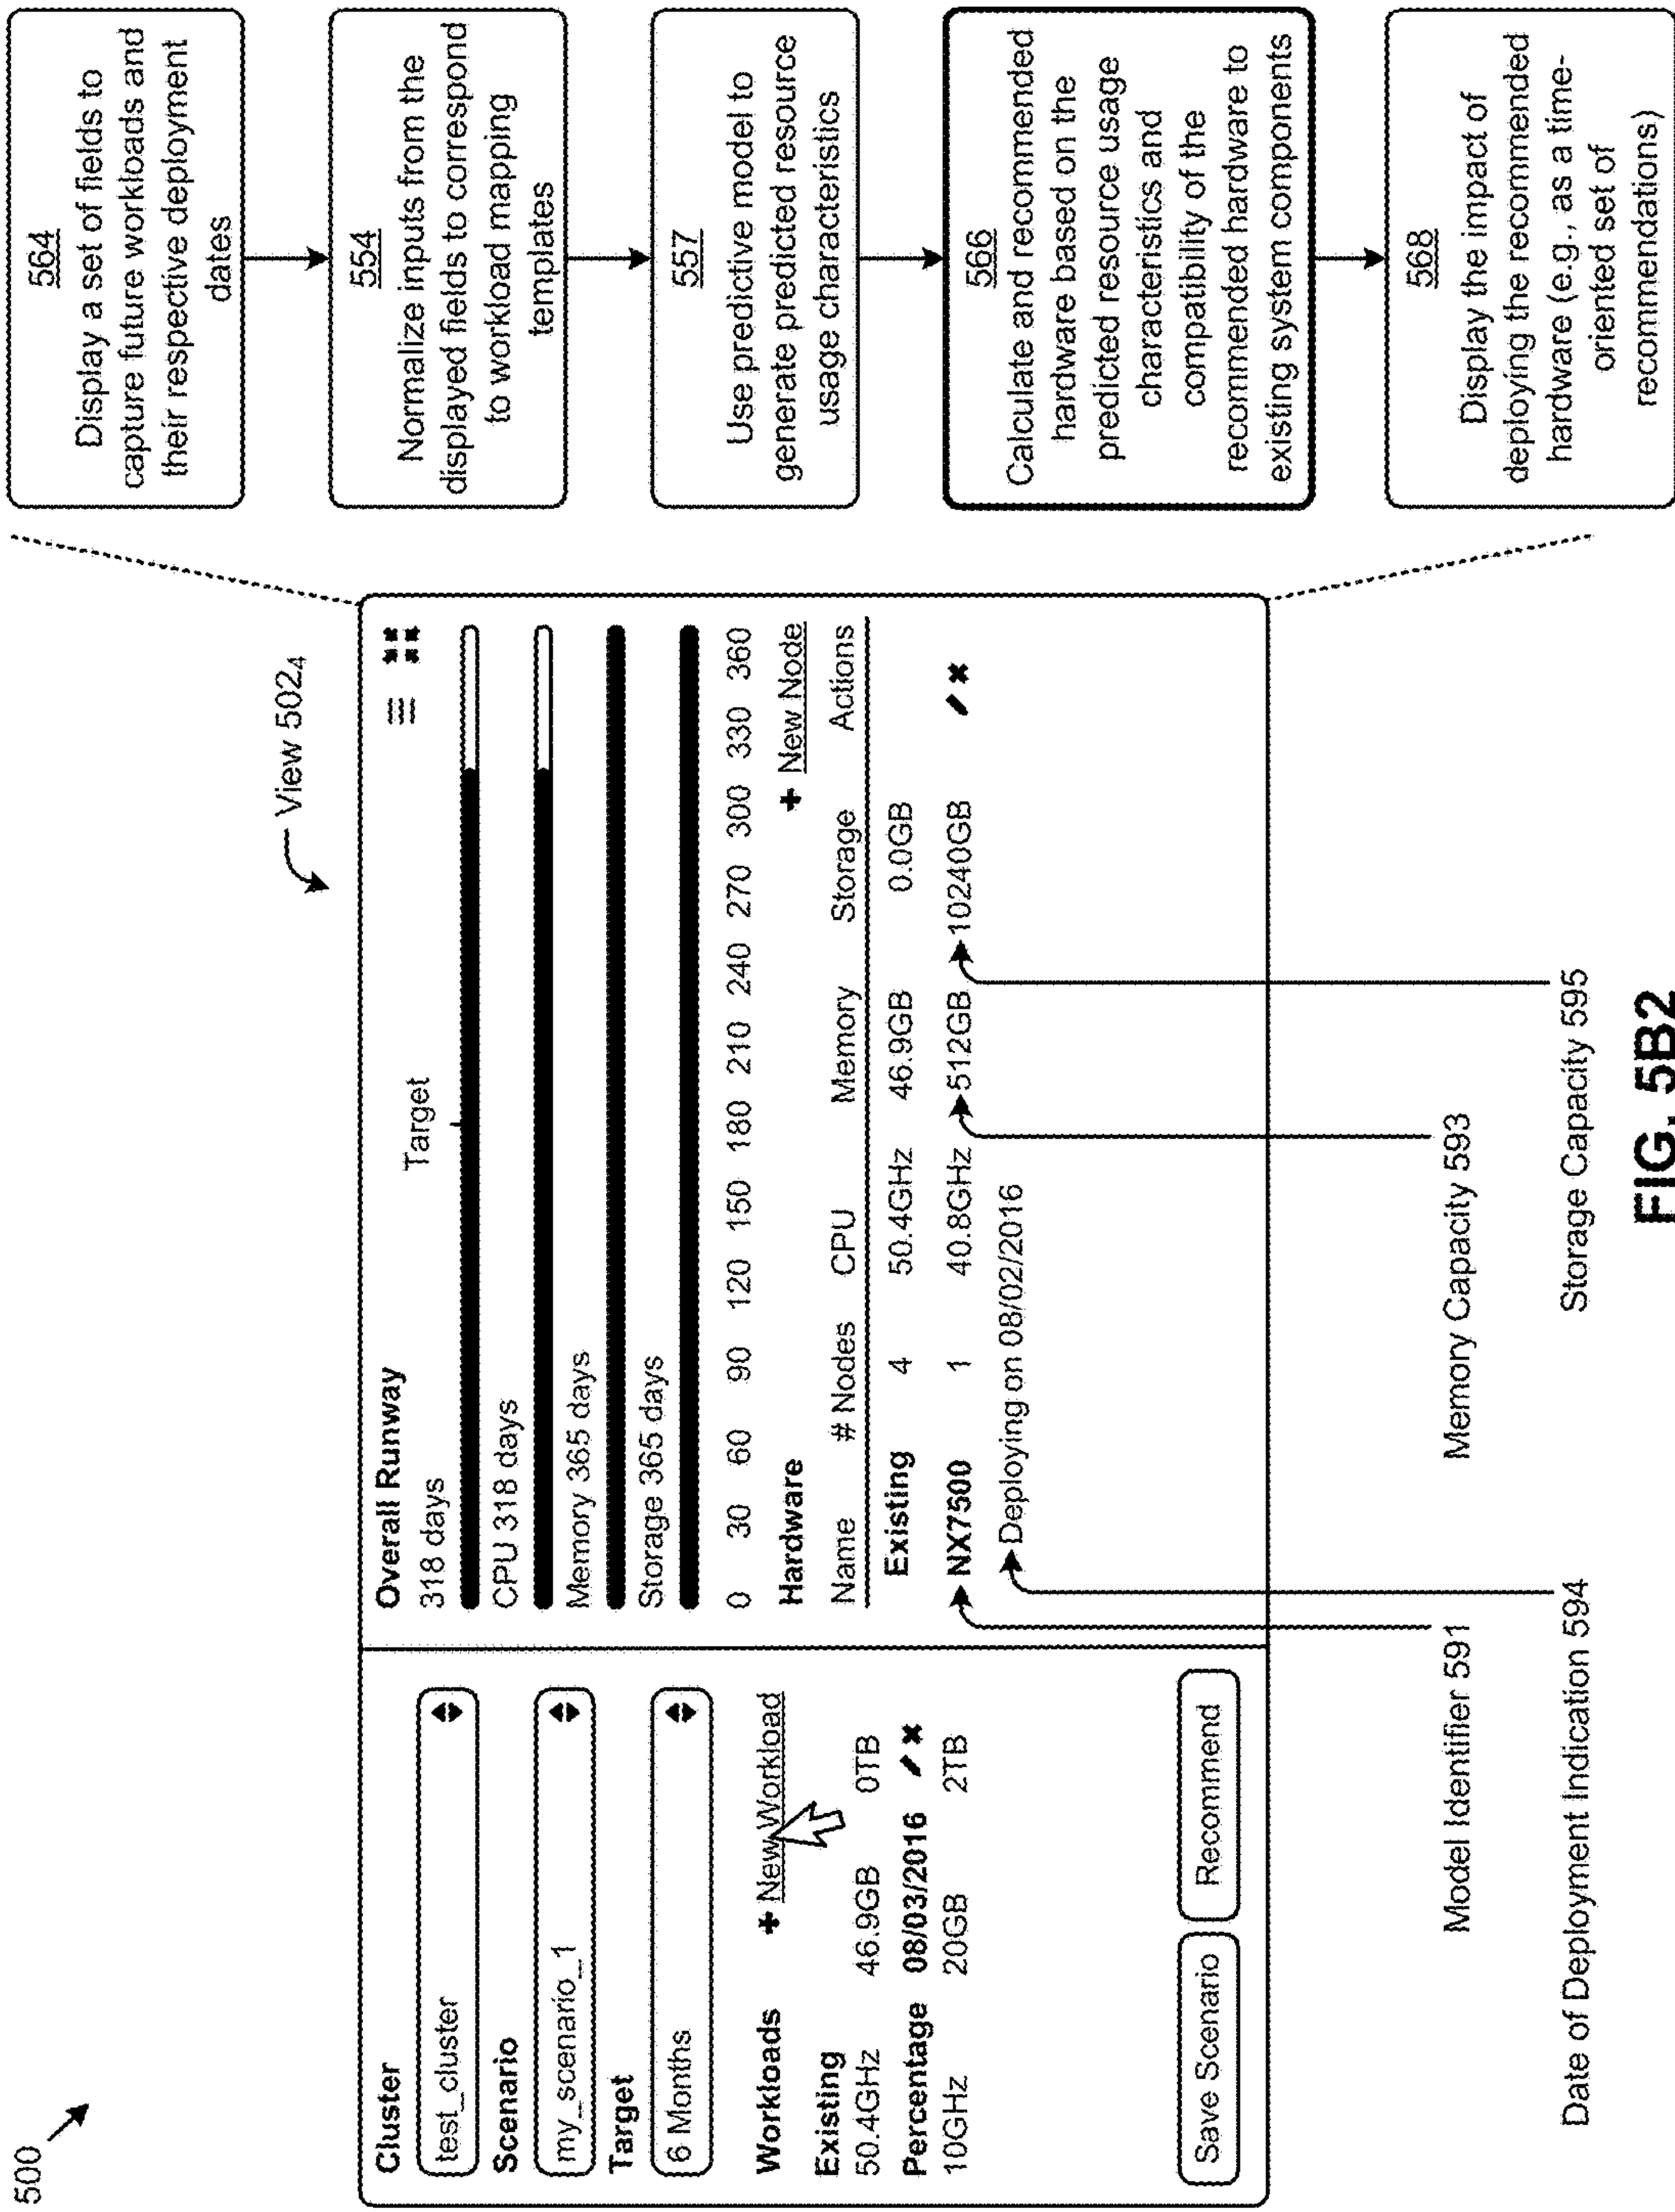 500
View 502₄
Cluster
test_cluster
Scenario
my_scenario_1
Target
6 Months
Workloads
+ New Workload
Existing
50.4GHz 46.9GB 0TB
Percentage 08/03/2016
10GHz 20GB 2TB
Save Scenario
Recommend
Overall Runway
318 days
Target
CPU 318 days
Memory 365 days
Storage 365 days
0 30 60 90 120 150 180 210 240 270 300 330 360
Hardware
+ New Node
Name # Nodes CPU Memory Storage Actions
Existing 4 50.4GHz 46.9GB 0.0GB
NX7500 1 40.8GHz 512GB 10240GB
Deploying on 08/02/2016
Model Identifier 591
Memory Capacity 593
Date of Deployment Indication 594
Storage Capacity 595
564
Display a set of fields to
capture future workloads and
their respective deployment
dates
554
Normalize inputs from the
displayed fields to correspond
to workload mapping
templates
557
Use predictive model to
generate predicted resource
usage characteristics
566
Calculate and recommended
hardware based on the
predicted resource usage
characteristics and
compatibility of the
recommended hardware to
existing system components
568
Display the impact of
deploying the recommended
hardware (e.g., as a time-
oriented set of
recommendations)
FIG. 5B2